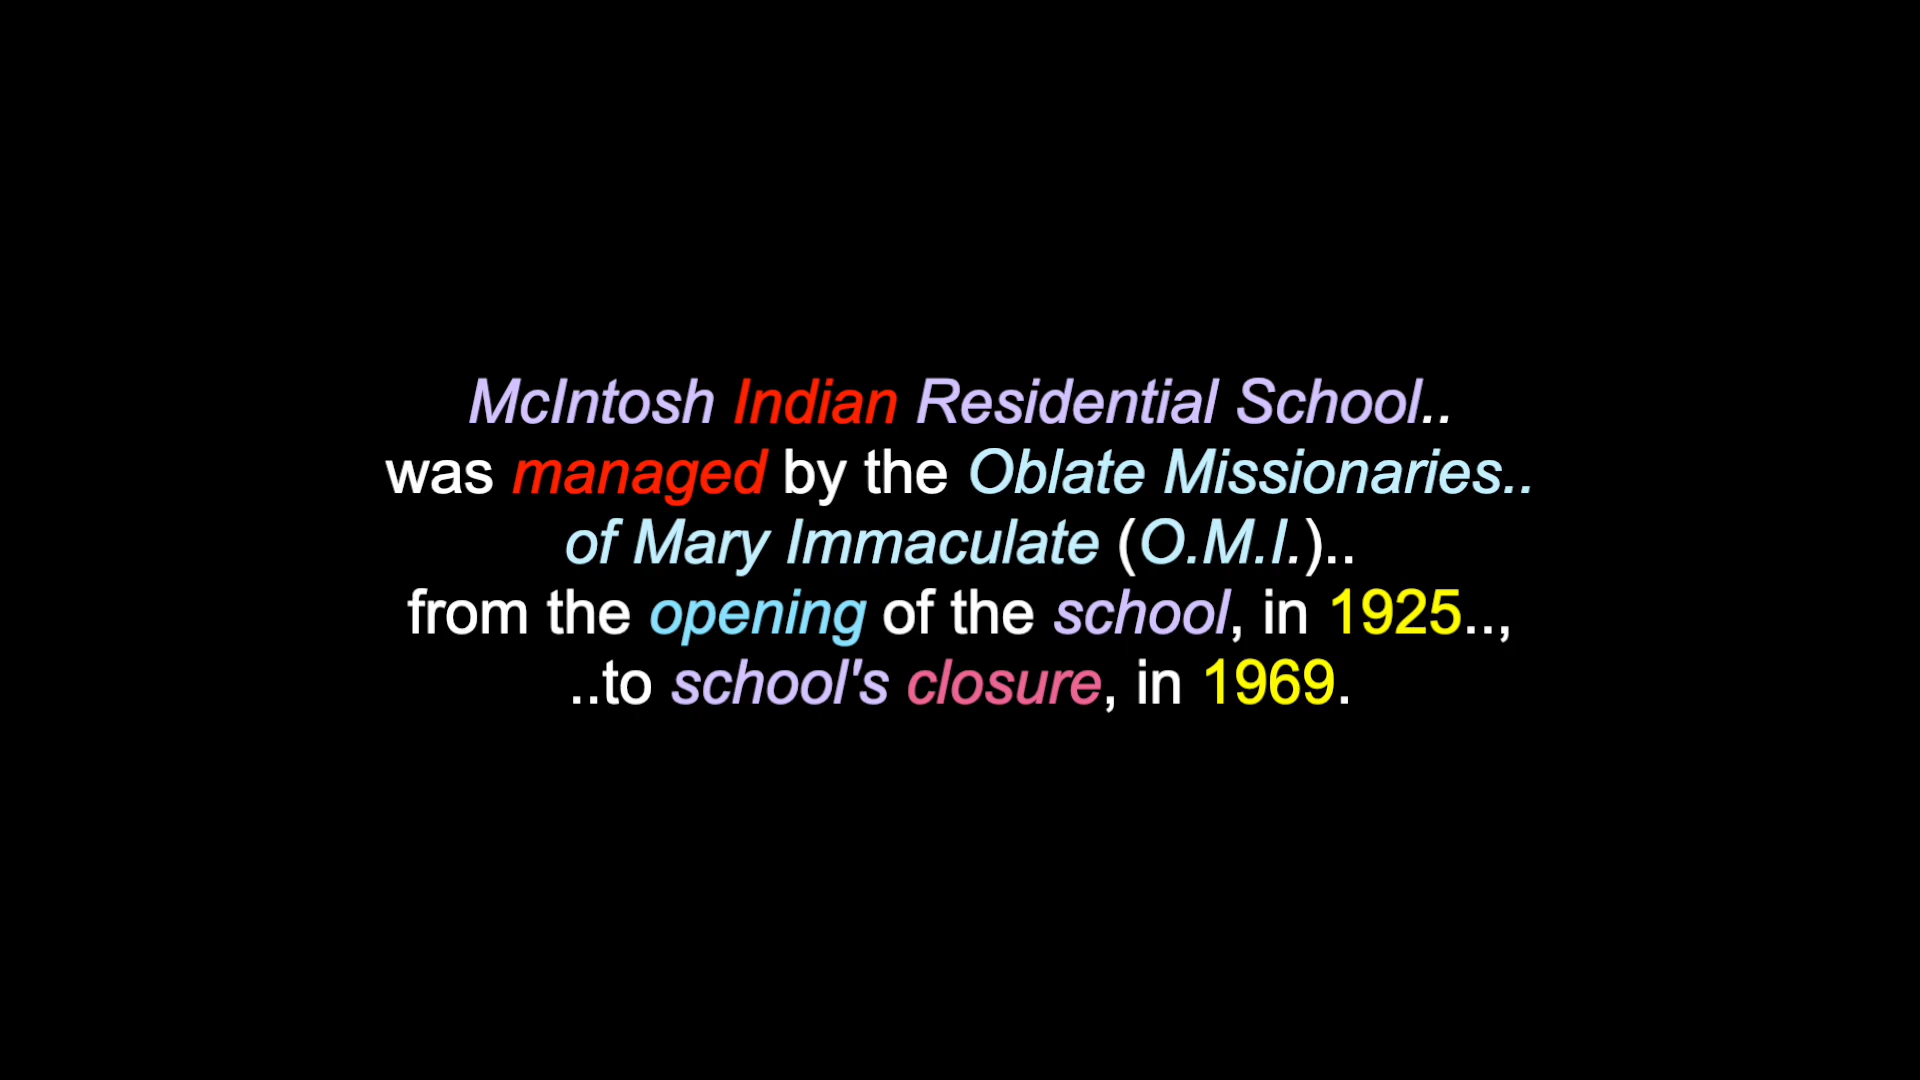 McIntosh Indian Residential School..
was managed by the Oblate Missionaries..
of Mary Immaculate (O.M.I.)..
from the opening of the school, in 1925..,
..to school's closure, in 1969.